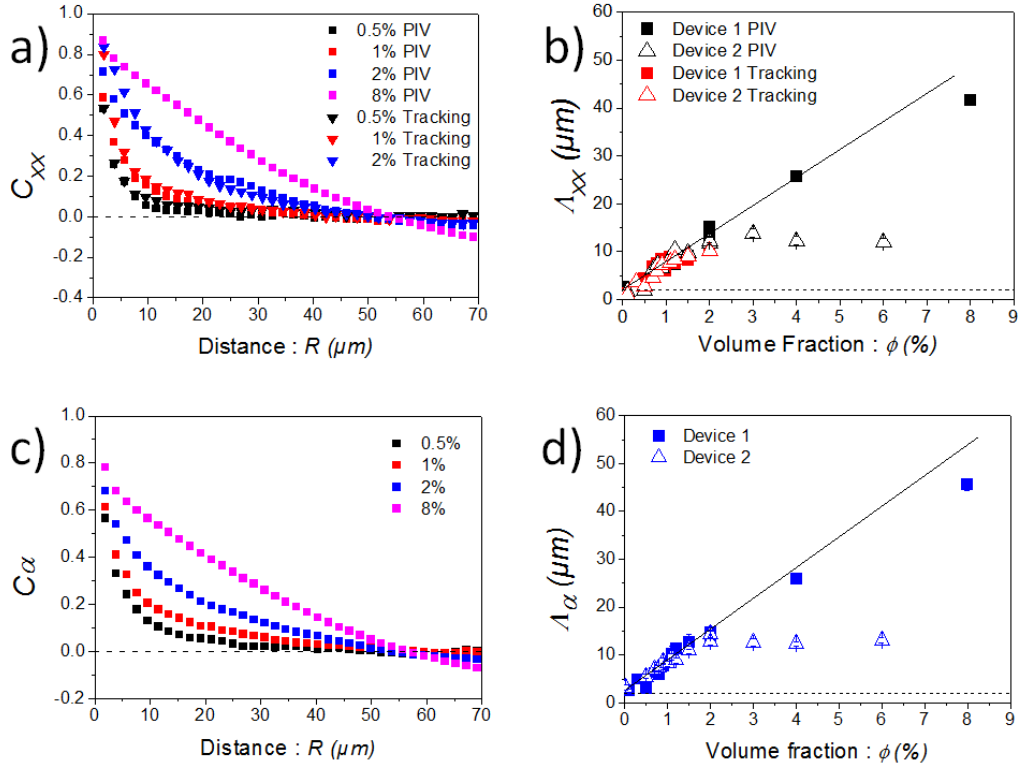 a)
1.0
0.8
0.6
0.4
0.2
0.0
-0.2
-0.4
Cxx
0.5% PIV
1% PIV
2% PIV
8% PIV
0.5% Tracking
1% Tracking
2% Tracking
0 10 20 30 40 50 60 70
Distance : R (µm)
b)
60
50
40
30
20
10
0
Λxx (µm)
Device 1 PIV
Device 2 PIV
Device 1 Tracking
Device 2 Tracking
0 1 2 3 4 5 6 7 8 9
Volume Fraction : ϕ (%)
c)
1.0
0.8
0.6
0.4
0.2
0.0
-0.2
Cα
0.5%
1%
2%
8%
0 10 20 30 40 50 60 70
Distance : R (µm)
d)
60
50
40
30
20
10
0
Λα (µm)
Device 1
Device 2
0 1 2 3 4 5 6 7 8 9
Volume fraction : ϕ (%)